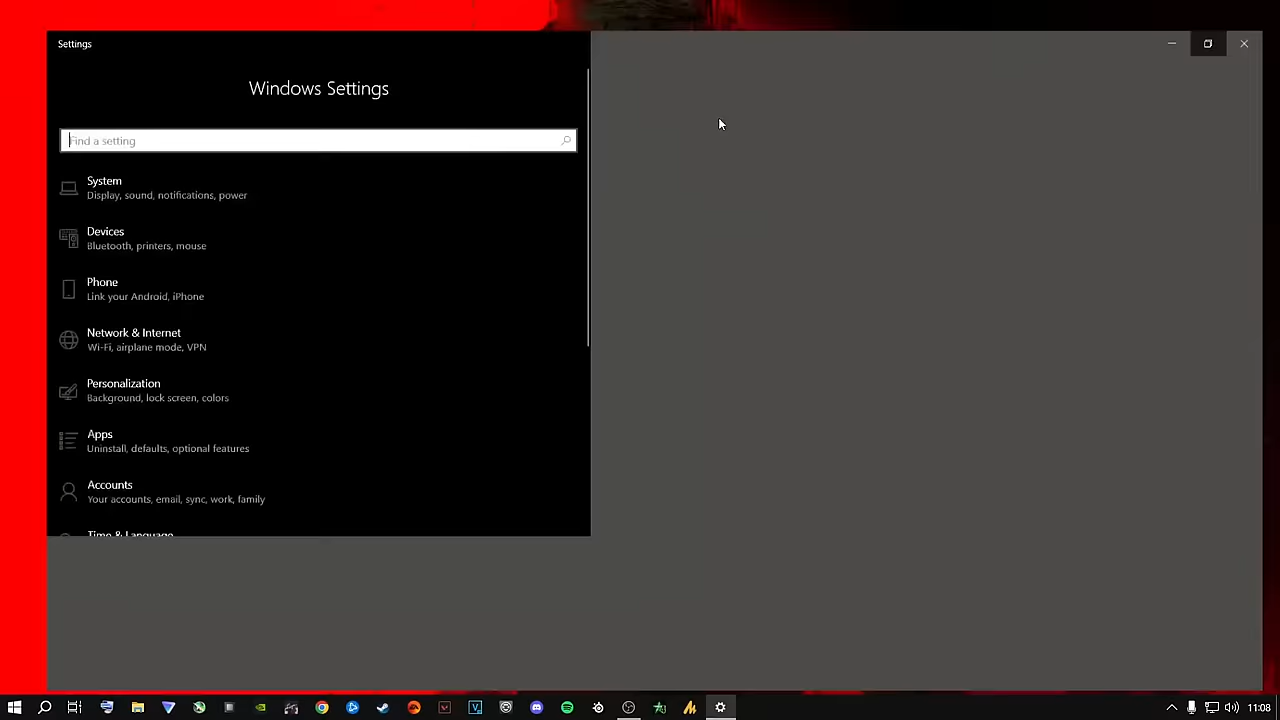 Settings
Windows Settings
Find a setting
System
Display, sound, notifications, power
Devices
Bluetooth, printers, mouse
Phone
Link your Android, iPhone
Network & Internet
Wi-Fi, airplane mode, VPN
Personalization
Background, lock screen, colors
Apps
Uninstall, defaults, optional features
Accounts
Your accounts, email, sync, work, family
Time & Language
11:08